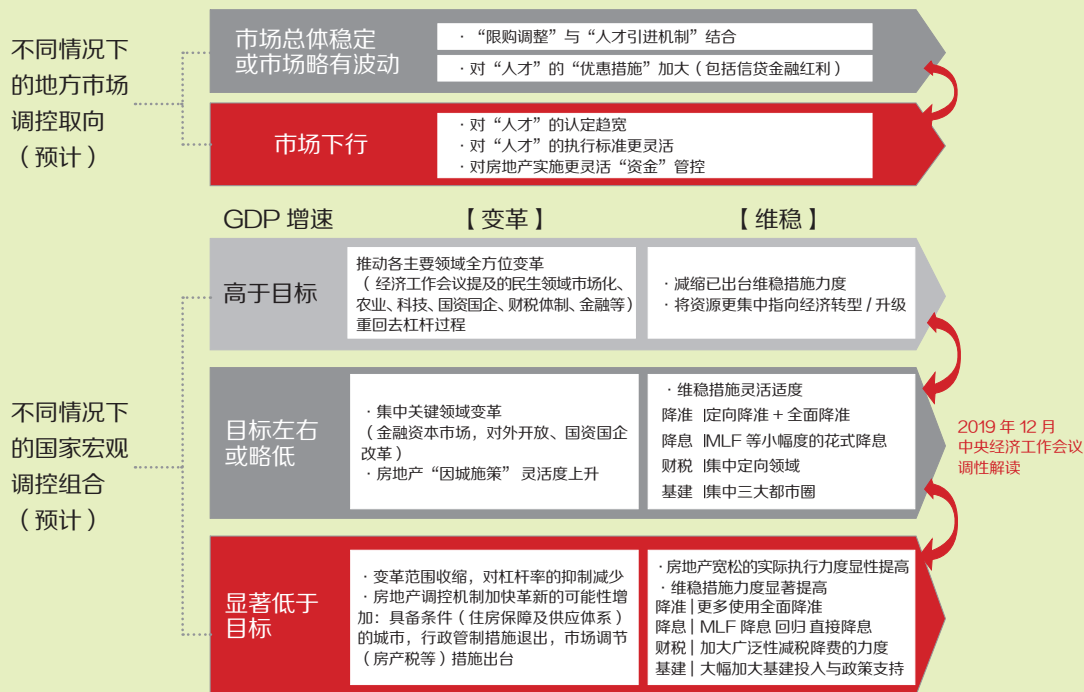 不同情况下
的地方市场
调控取向
（预计）
市场总体稳定
或市场略有波动
·“限购调整”与“人才引进机制”结合
·对“人才”的“优惠措施”加大（包括信贷金融红利）
市场下行
·对“人才”的认定趋宽
·对“人才”的执行标准更灵活
·对房地产实施更灵活“资金”管控
GDP 增速
【变革】
【维稳】
不同情况下
的国家宏观
调控组合
（预计）
高于目标
推动各主要领域全方位变革
（经济工作会议提及的民生领域市场化、
农业、科技、国资国企、财税体制、金融等）
重回去杠杆过程
·减缩已出台维稳措施力度
·将资源更集中指向经济转型 / 升级
目标左右
或略低
·集中关键领域变革
（金融资本市场，对外开放、国资国企
改革）
·房地产“因城施策”灵活度上升
·维稳措施灵活适度
降准 |定向降准 + 全面降准
降息 |MLF 等小幅度的花式降息
财税 |集中定向领域
基建 |集中三大都市圈
2019 年 12 月
中央经济工作会议
调性解读
显著低于
目标
·变革范围收缩，对杠杆率的抑制减少
·房地产调控机制加快革新的可能性增
加：具备条件（住房保障及供应体系）
的城市，行政管制措施退出，市场调节
（房产税等）措施出台
·房地产宽松的实际执行力度显性提高
·维稳措施力度显著提高
降准 | 更多使用全面降准
降息 | MLF 降息 回归 直接降息
财税 | 加大广泛性减税降费的力度
基建 | 大幅加大基建投入与政策支持